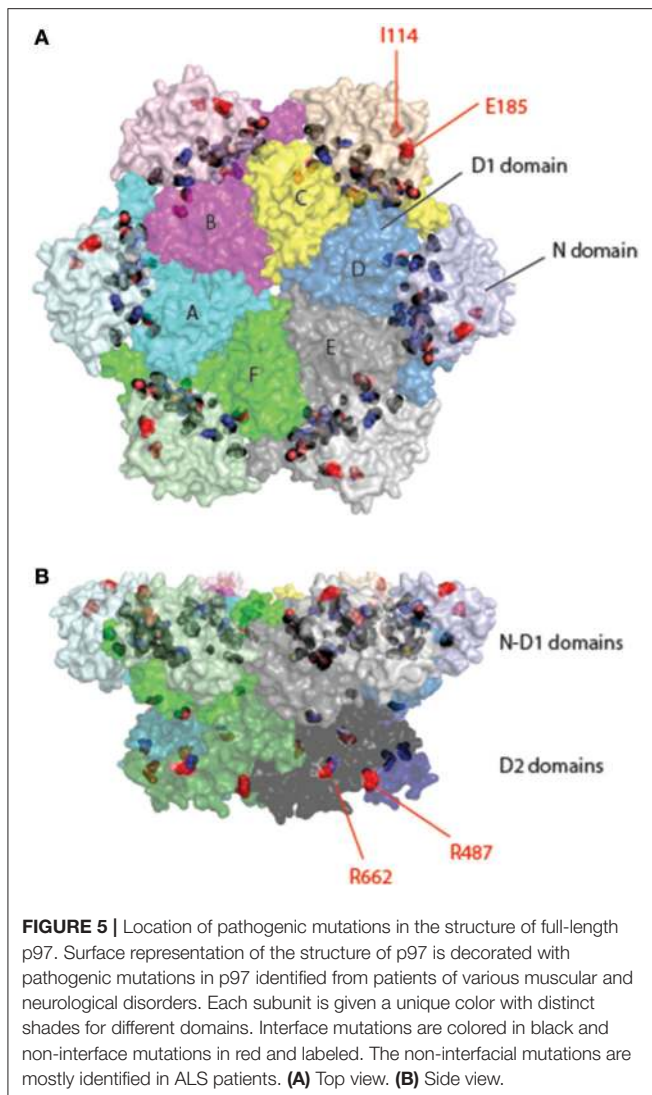 A
I114
E185
D1 domain
N domain
B
C
D
A
E
F
B
N-D1 domains
D2 domains
R487
R662
FIGURE 5 | Location of pathogenic mutations in the structure of full-length
p97. Surface representation of the structure of p97 is decorated with
pathogenic mutations in p97 identified from patients of various muscular and
neurological disorders. Each subunit is given a unique color with distinct
shades for different domains. Interface mutations are colored in black and
non-interface mutations in red and labeled. The non-interfacial mutations are
mostly identified in ALS patients. (A) Top view. (B) Side view.